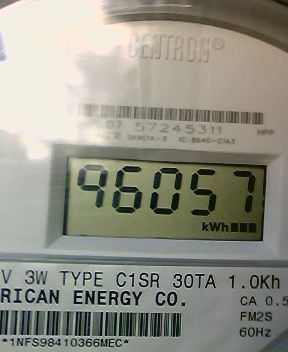 CENTRON®
07 57245311 HPP
96057
kWh
V 3W TYPE C1SR 30TA 1.0Kh
RICAN ENERGY CO. CA 0.5
FM2S
*1NFS98410366MEC* 60Hz